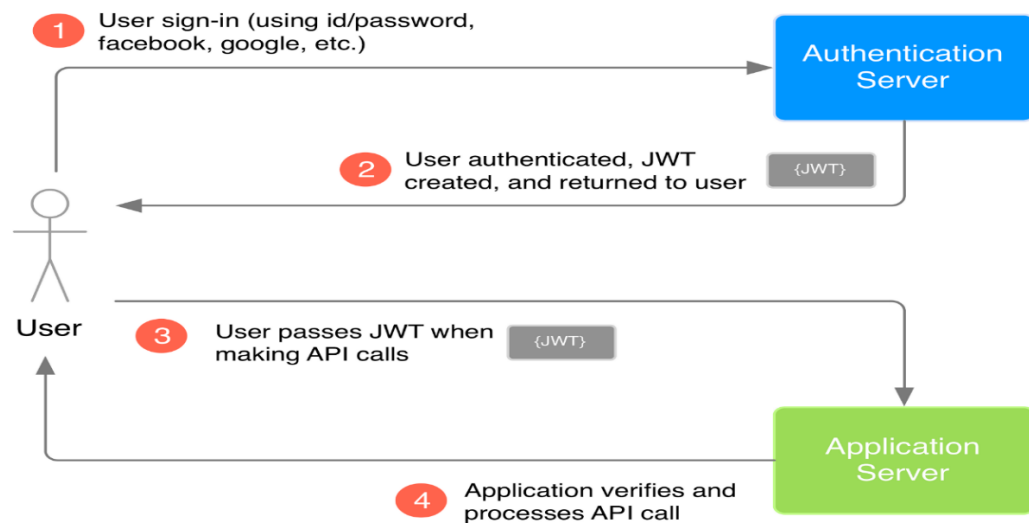 1
User sign-in (using id/password,
facebook, google, etc.)
Authentication
Server
2
User authenticated, JWT
created, and returned to user
{JWT}
User
3
User passes JWT when
making API calls
{JWT}
Application
Server
4
Application verifies and
processes API call